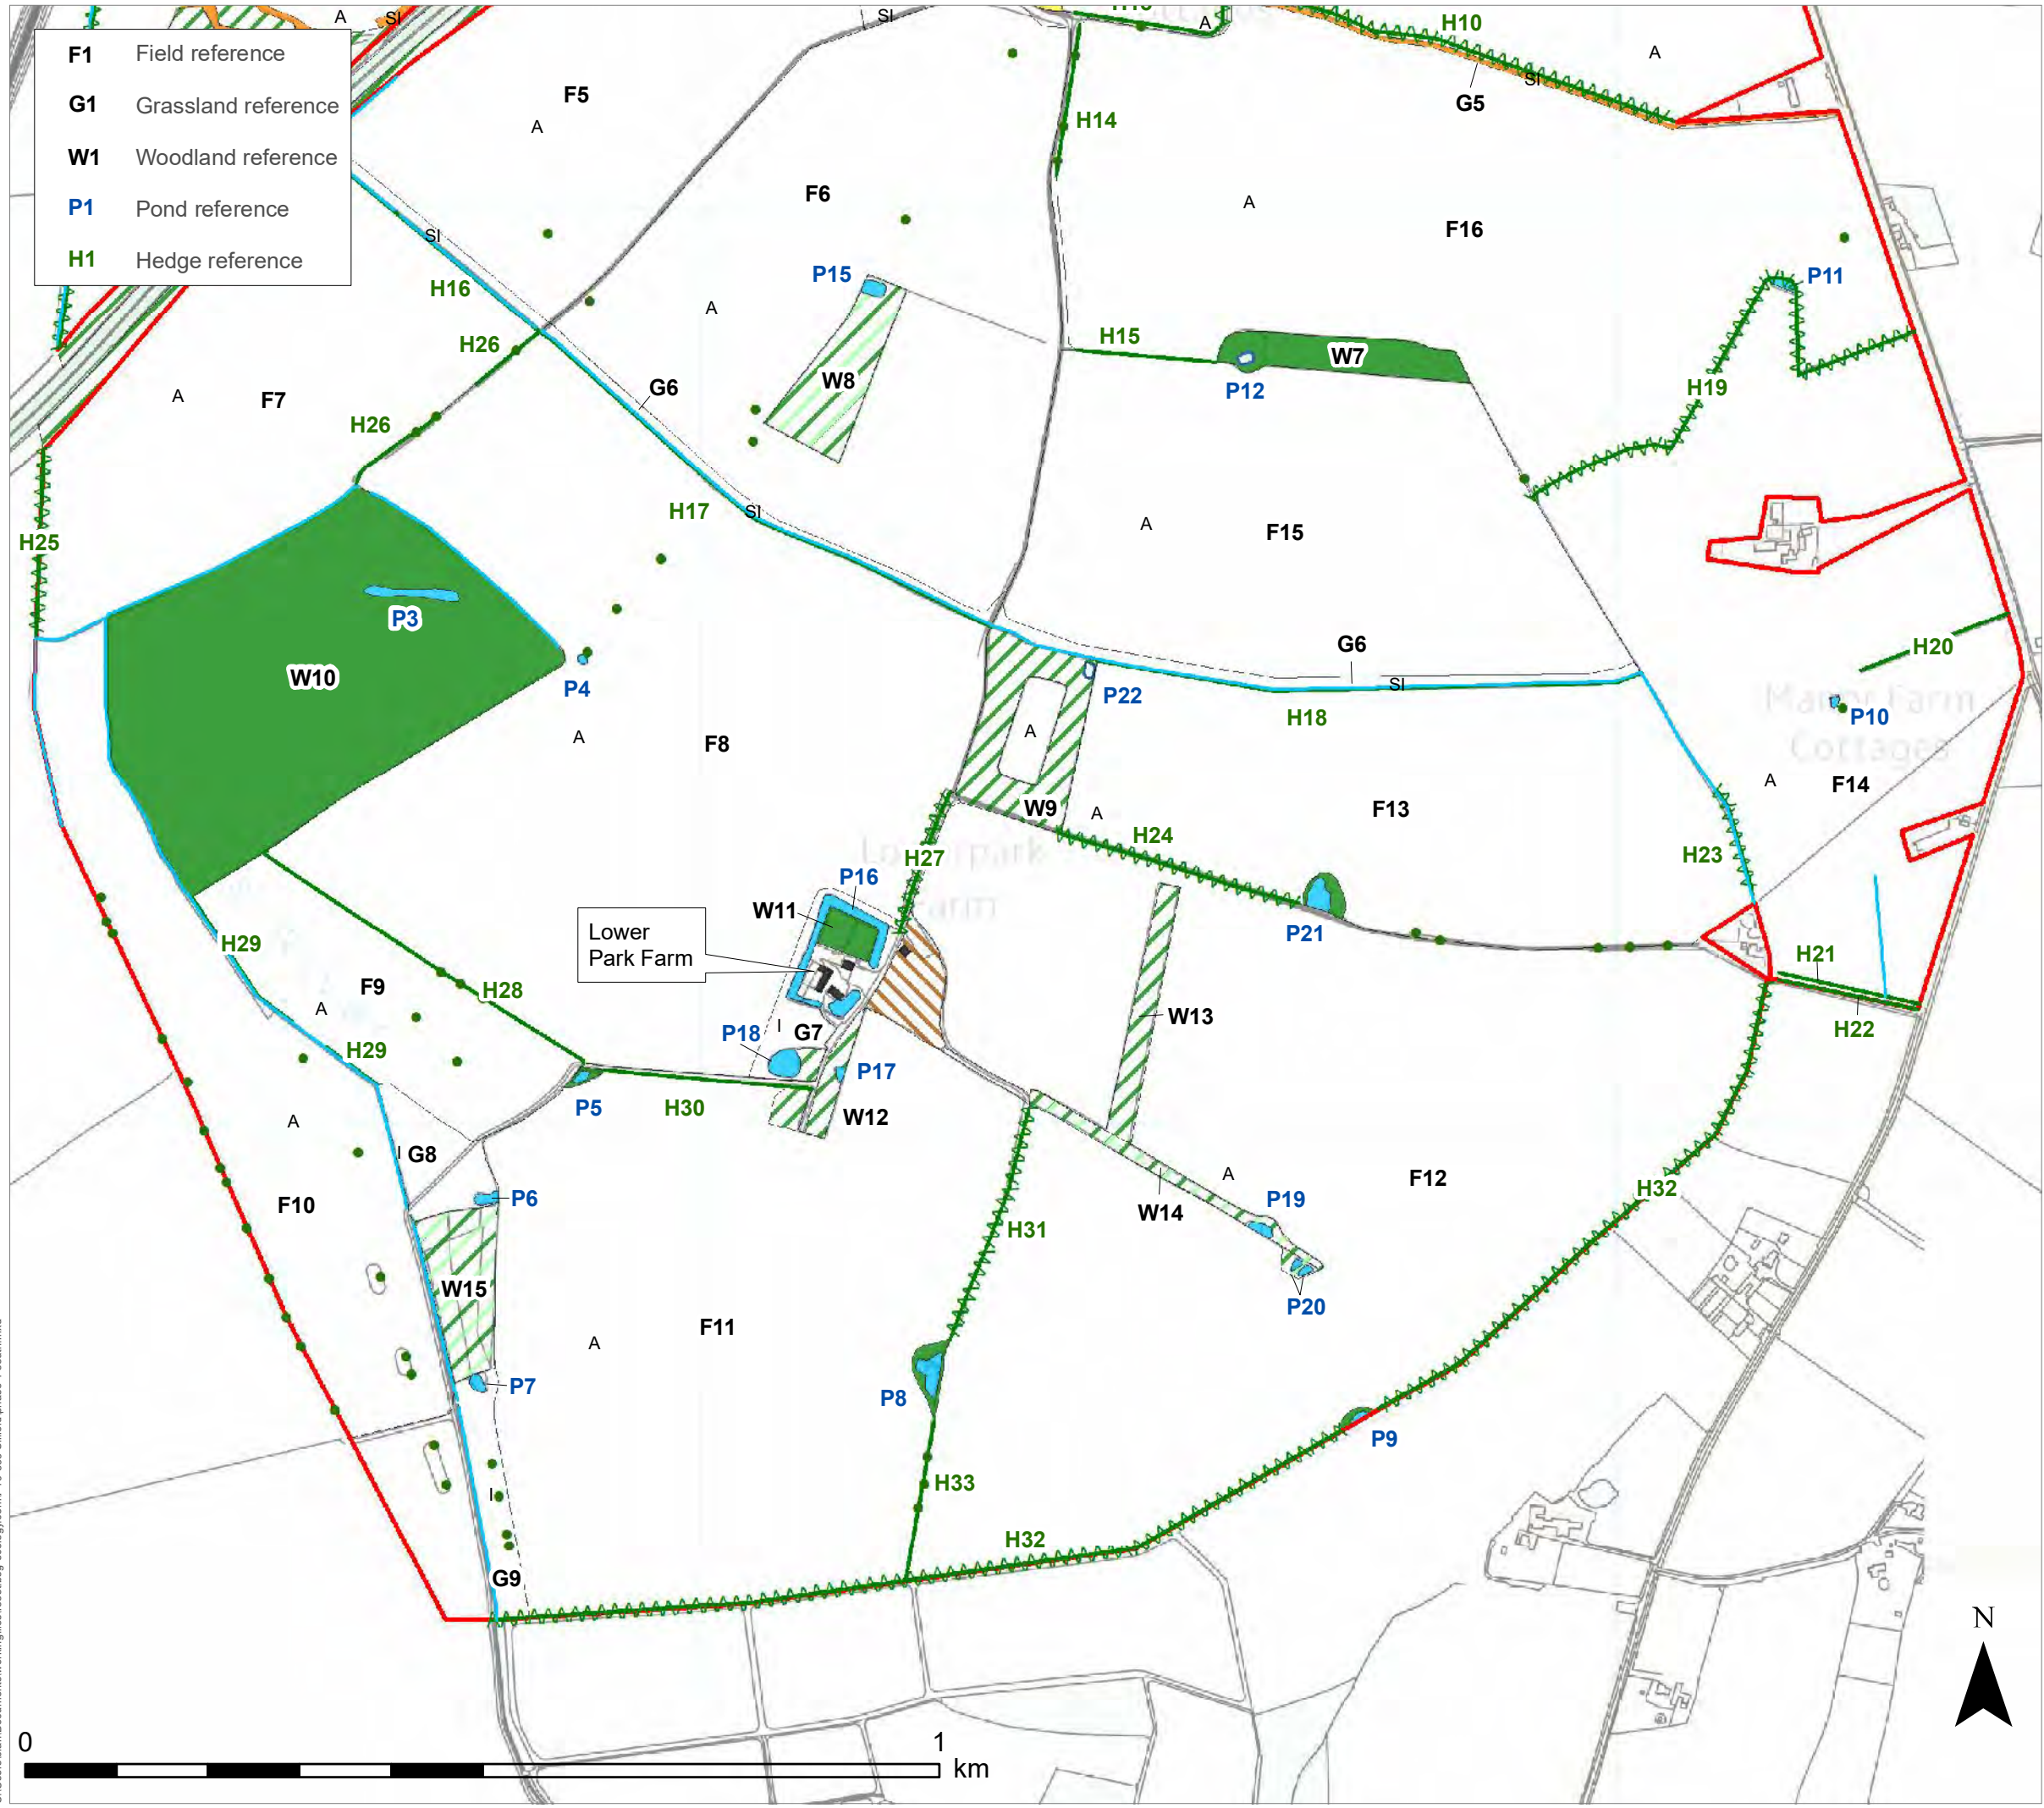 A
SI
SI
A
H10
A
F1 Field reference
G1 Grassland reference
W1 Woodland reference
P1 Pond reference
H1 Hedge reference
F5
A
G5
SI
H14
F6
A
F16
SI
H16
P15
A
P11
H26
H15
W7
G6
W8
P12
H19
A
F7
H26
H17
SI
A
F15
H25
P3
W10
P4
G6
SI
H18
P22
H20
P10
Manor Farm
Cottages
A
F8
A
A
F14
W9
A
F13
H24
H23
H27
P16
W11
Lower
Park Farm
P21
H29
F9
A
H28
H21
H22
W13
P18
I
G7
P17
H29
P5
H30
W12
A
I
G8
A
F12
H32
F10
P6
P19
W14
H31
W15
P20
F11
A
P7
P8
P9
H33
I
H32
G9
N
0
1
km